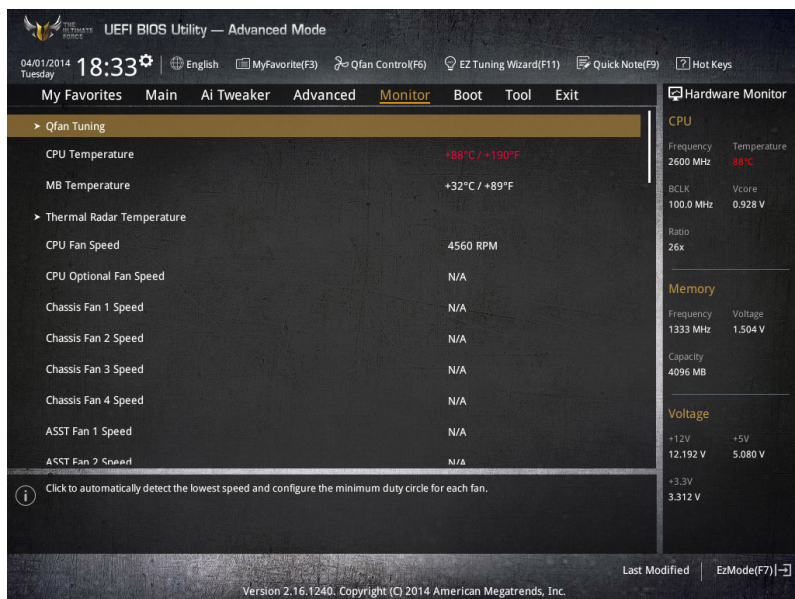 THE ULTIMATE FORCE UEFI BIOS Utility — Advanced Mode
04/01/2014 Tuesday 18:33 English MyFavorite(F3) Qfan Control(F6) EZ Tuning Wizard(F11) Quick Note(F9) ? Hot Keys
My Favorites Main Ai Tweaker Advanced Monitor Boot Tool Exit
> Qfan Tuning
CPU Temperature +88°C / +190°F
MB Temperature +32°C / +89°F
> Thermal Radar Temperature
CPU Fan Speed 4560 RPM
CPU Optional Fan Speed N/A
Chassis Fan 1 Speed N/A
Chassis Fan 2 Speed N/A
Chassis Fan 3 Speed N/A
Chassis Fan 4 Speed N/A
ASST Fan 1 Speed N/A
ASST Fan 2 Speed N/A
Click to automatically detect the lowest speed and configure the minimum duty circle for each fan.
Hardware Monitor
CPU
Frequency Temperature
2600 MHz 88°C
BCLK Vcore
100.0 MHz 0.928 V
Ratio
26x
Memory
Frequency Voltage
1333 MHz 1.504 V
Capacity
4096 MB
Voltage
+12V +5V
12.192 V 5.080 V
+3.3V
3.312 V
Last Modified EzMode(F7)
Version 2.16.1240. Copyright (C) 2014 American Megatrends, Inc.